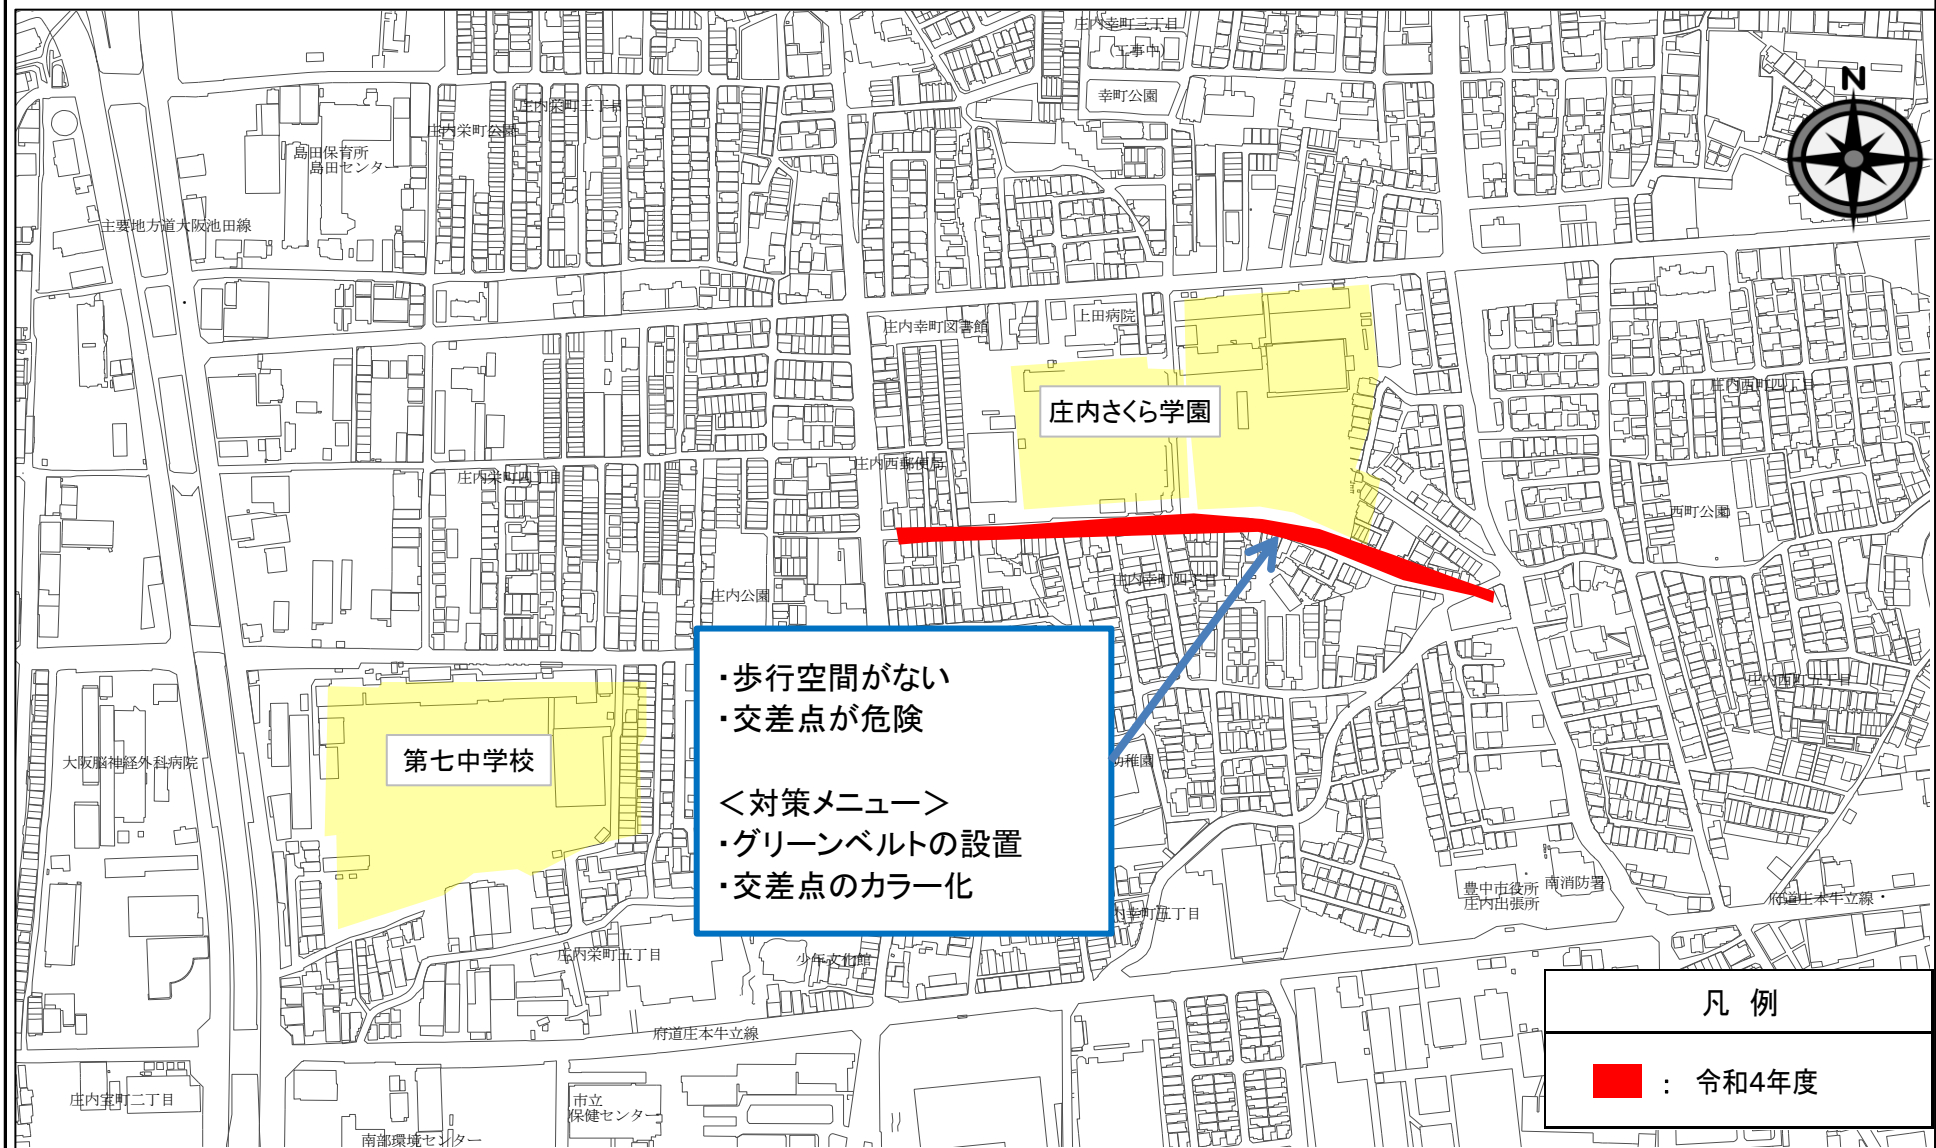 庄内幸町三丁目
(工事中)
N
幸町公園
庄内栄町三丁目
庄内栄町公園
島田保育所
島田センター
主要地方道大阪池田線
庄内幸町図書館
上田病院
庄内西町四丁目
庄内さくら学園
庄内西郵便局
庄内栄町四丁目
西町公園
庄内幸町四丁目
庄内公園
・歩行空間がない
・交差点が危険
＜対策メニュー＞
・グリーンベルトの設置
・交差点のカラー化
庄内西町五丁目
第七中学校
大阪脳神経外科病院
幼稚園
豊中市役所
庄内出張所
南消防署
府道庄本牛立線
内幸町五丁目
庄内栄町五丁目
少年文化館
府道庄本牛立線
凡 例
： 令和4年度
庄内宝町二丁目
市立
保健センター
南部環境センター